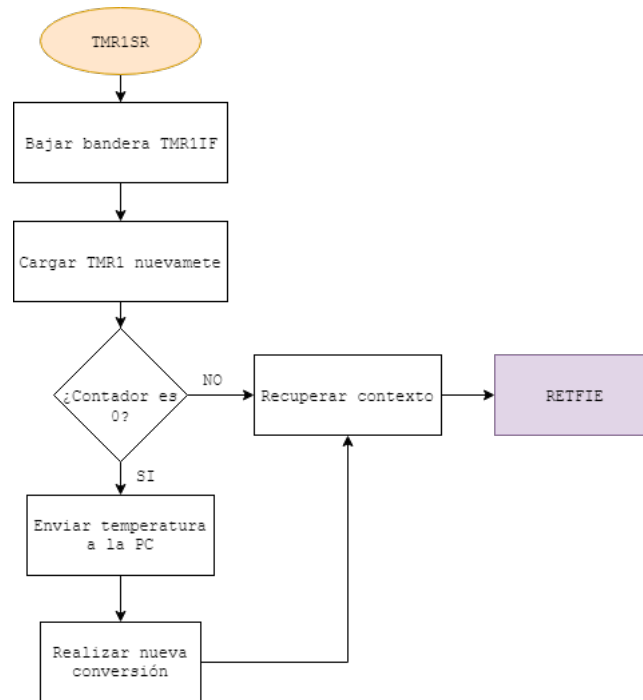 TMR1SR
Bajar bandera TMR1IF
Cargar TMR1 nuevamete
¿Contador es
0?
NO
Recuperar contexto
RETFIE
SI
Enviar temperatura
a la PC
Realizar nueva
conversión